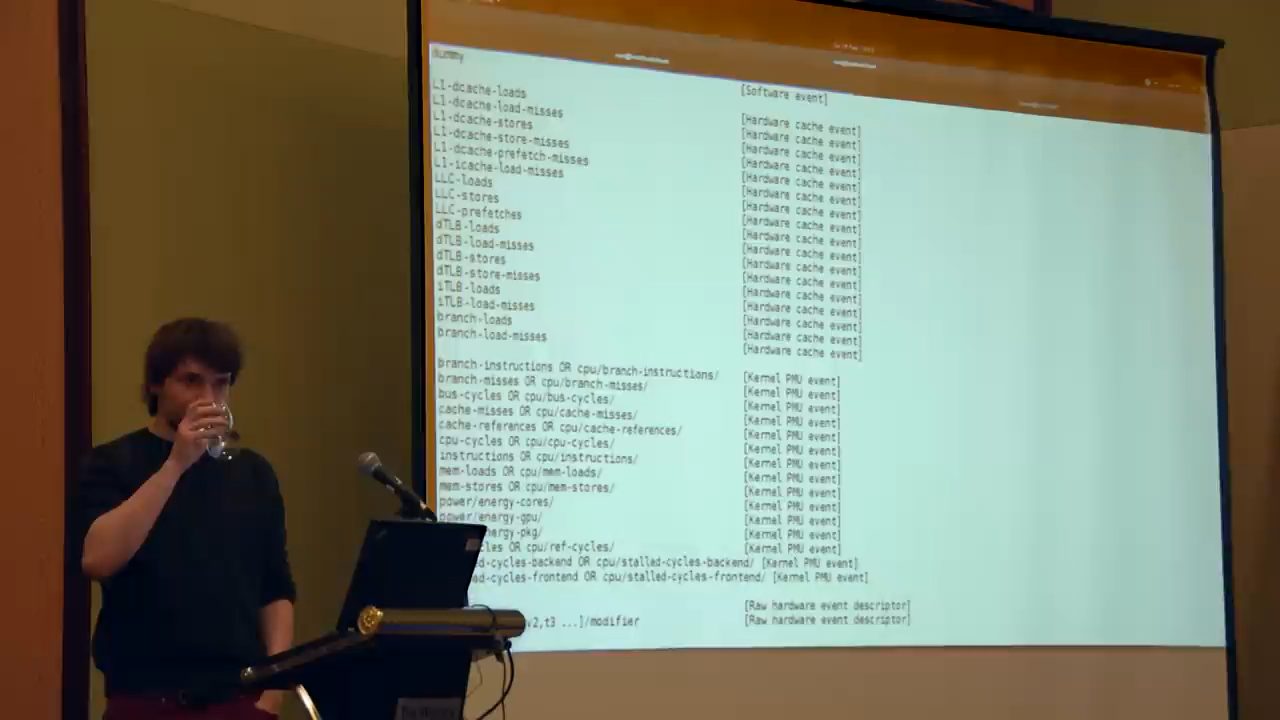 dummy [Software event]
L1-dcache-loads [Hardware cache event]
L1-dcache-load-misses [Hardware cache event]
L1-dcache-stores [Hardware cache event]
L1-dcache-store-misses [Hardware cache event]
L1-dcache-prefetch-misses [Hardware cache event]
L1-icache-load-misses [Hardware cache event]
LLC-loads [Hardware cache event]
LLC-stores [Hardware cache event]
LLC-prefetches [Hardware cache event]
dTLB-loads [Hardware cache event]
dTLB-load-misses [Hardware cache event]
dTLB-stores [Hardware cache event]
dTLB-store-misses [Hardware cache event]
iTLB-loads [Hardware cache event]
iTLB-load-misses [Hardware cache event]
branch-loads [Hardware cache event]
branch-load-misses [Hardware cache event]
branch-instructions OR cpu/branch-instructions/ [Kernel PMU event]
branch-misses OR cpu/branch-misses/ [Kernel PMU event]
bus-cycles OR cpu/bus-cycles/ [Kernel PMU event]
cache-misses OR cpu/cache-misses/ [Kernel PMU event]
cache-references OR cpu/cache-references/ [Kernel PMU event]
cpu-cycles OR cpu/cpu-cycles/ [Kernel PMU event]
instructions OR cpu/instructions/ [Kernel PMU event]
mem-loads OR cpu/mem-loads/ [Kernel PMU event]
mem-stores OR cpu/mem-stores/ [Kernel PMU event]
power/energy-cores/ [Kernel PMU event]
power/energy-gpu/ [Kernel PMU event]
ergy-pkg/ [Kernel PMU event]
cles OR cpu/ref-cycles/ [Kernel PMU event]
d-cycles-backend OR cpu/stalled-cycles-backend/ [Kernel PMU event]
d-cycles-frontend OR cpu/stalled-cycles-frontend/ [Kernel PMU event]
[Raw hardware event descriptor]
v2,t3 ...]/modifier [Raw hardware event descriptor]